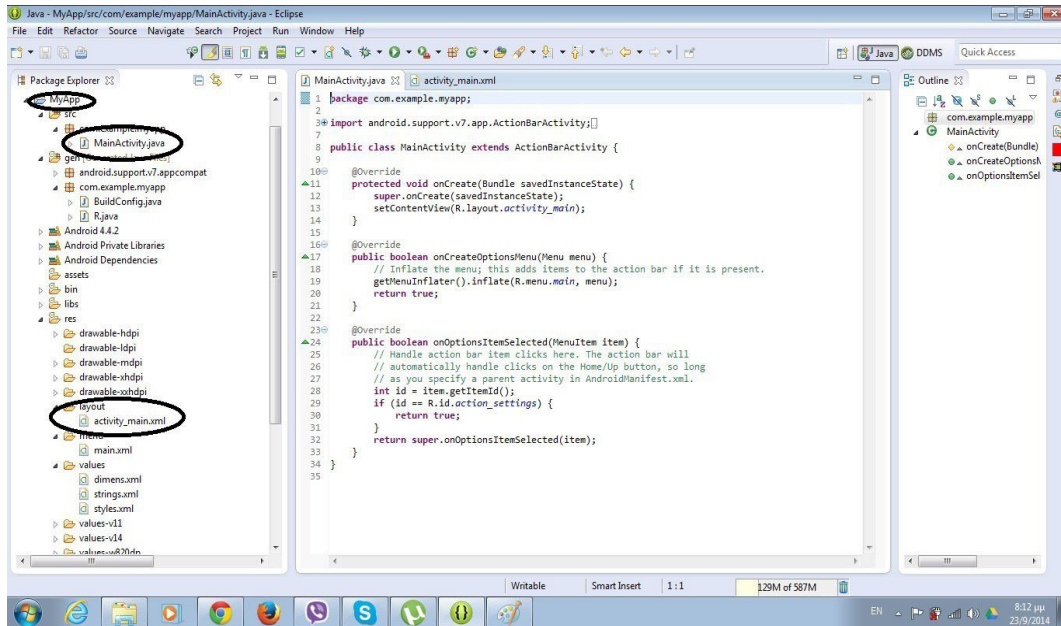 Java - MyApp/src/com/example/myapp/MainActivity.java - Eclipse
File Edit Refactor Source Navigate Search Project Run Window Help
Java DDMS Quick Access
Package Explorer
MyApp
src
com.example.myapp
MainActivity.java
gen
android.support.v7.appcompat
com.example.myapp
BuildConfig.java
R.java
Android 4.4.2
Android Private Libraries
Android Dependencies
assets
bin
libs
res
drawable-hdpi
drawable-ldpi
drawable-mdpi
drawable-xhdpi
drawable-xxhdpi
layout
activity_main.xml
menu
main.xml
values
dimens.xml
strings.xml
styles.xml
values-v11
values-v14
values-w820dp
MainActivity.java activity_main.xml
1 package com.example.myapp;
2
3 import android.support.v7.app.ActionBarActivity;
7
8 public class MainActivity extends ActionBarActivity {
9
10 @Override
11 protected void onCreate(Bundle savedInstanceState) {
12 super.onCreate(savedInstanceState);
13 setContentView(R.layout.activity_main);
14 }
15
16 @Override
17 public boolean onCreateOptionsMenu(Menu menu) {
18 // Inflate the menu; this adds items to the action bar if it is present.
19 getMenuInflater().inflate(R.menu.main, menu);
20 return true;
21 }
22
23 @Override
24 public boolean onOptionsItemSelected(MenuItem item) {
25 // Handle action bar item clicks here. The action bar will
26 // automatically handle clicks on the Home/Up button, so long
27 // as you specify a parent activity in AndroidManifest.xml.
28 int id = item.getItemId();
29 if (id == R.id.action_settings) {
30 return true;
31 }
32 return super.onOptionsItemSelected(item);
33 }
34 }
35
Outline
com.example.myapp
MainActivity
onCreate(Bundle)
onCreateOptionsM
onOptionsItemSel
Writable Smart Insert 1 : 1 129M of 587M
EN 8:12 μμ
23/9/2014